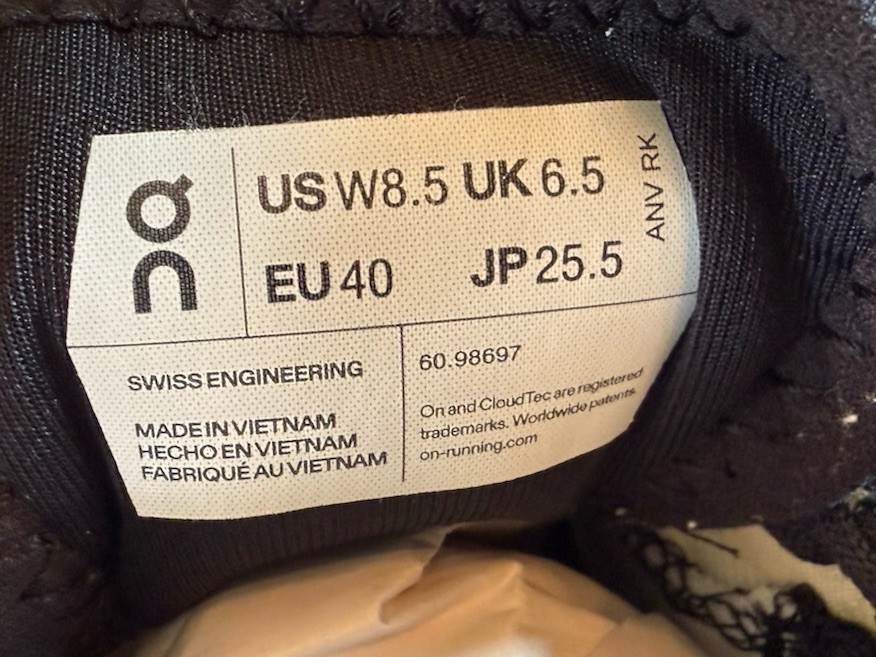 On
US W8.5 UK 6.5
EU 40 JP 25.5
ANV RK
SWISS ENGINEERING
MADE IN VIETNAM
HECHO EN VIETNAM
FABRIQUÉ AU VIETNAM
60.98697
On and CloudTec are registered
trademarks. Worldwide patents.
on-running.com